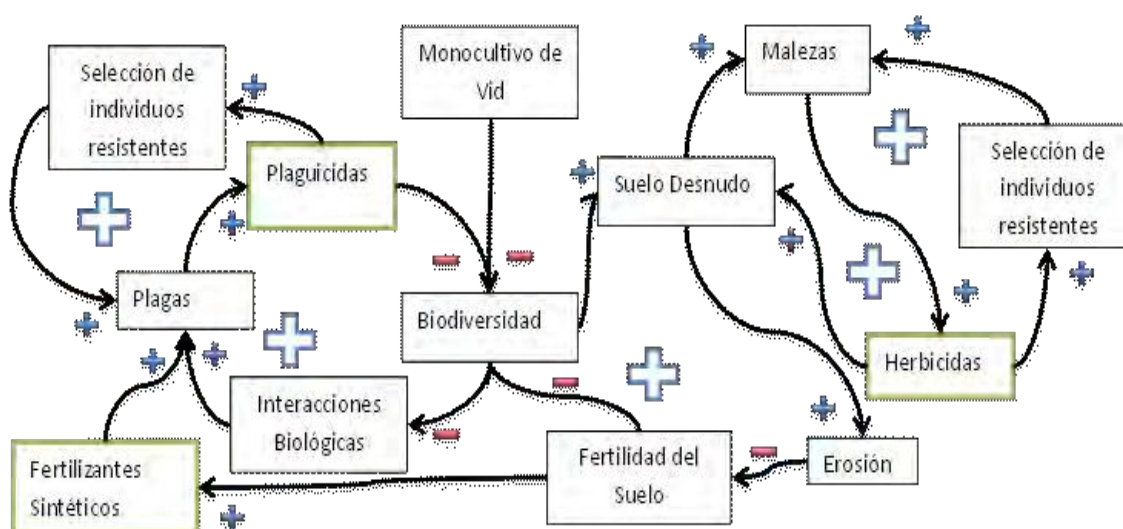 Selección de
individuos
resistentes
Monocultivo de
Vid
Malezas
Plaguicidas
Suelo Desnudo
Selección de
individuos
resistentes
Plagas
Biodiversidad
Herbicidas
Interacciones
Biológicas
Fertilizantes
Sintéticos
Fertilidad del
Suelo
Erosión